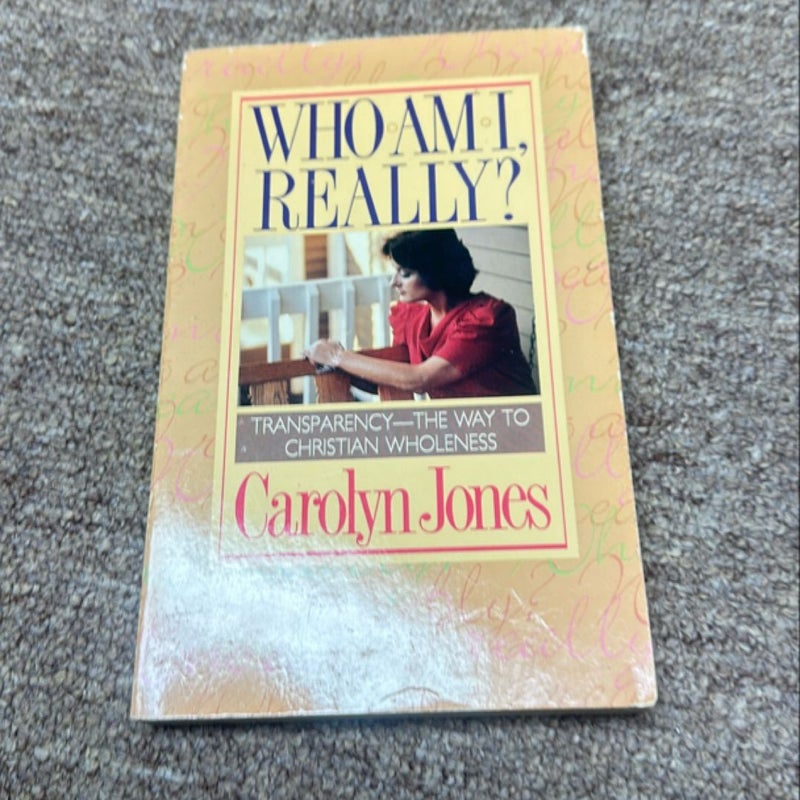 WHO AM I,
REALLY?
TRANSPARENCY—THE WAY TO
CHRISTIAN WHOLENESS
Carolyn Jones